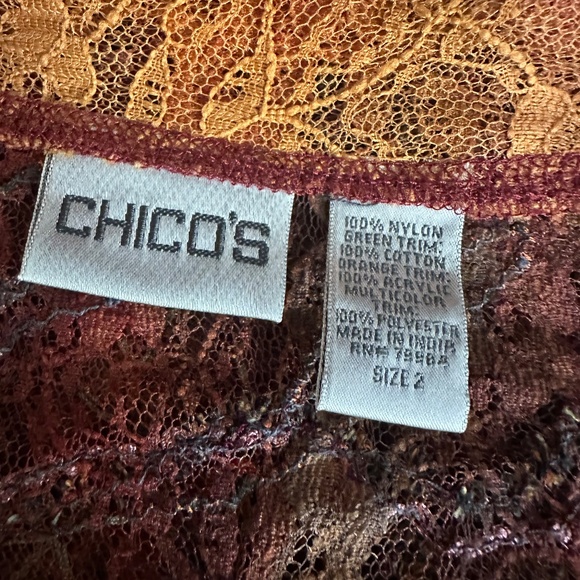 CHICO'S
100% NYLON
GREEN TRIM:
100% COTTON
ORANGE TRIM:
100% ACRYLIC
MULTICOLOR
TRIM:
100% POLYESTER
MADE IN INDIA
RN# 79984
SIZE 2